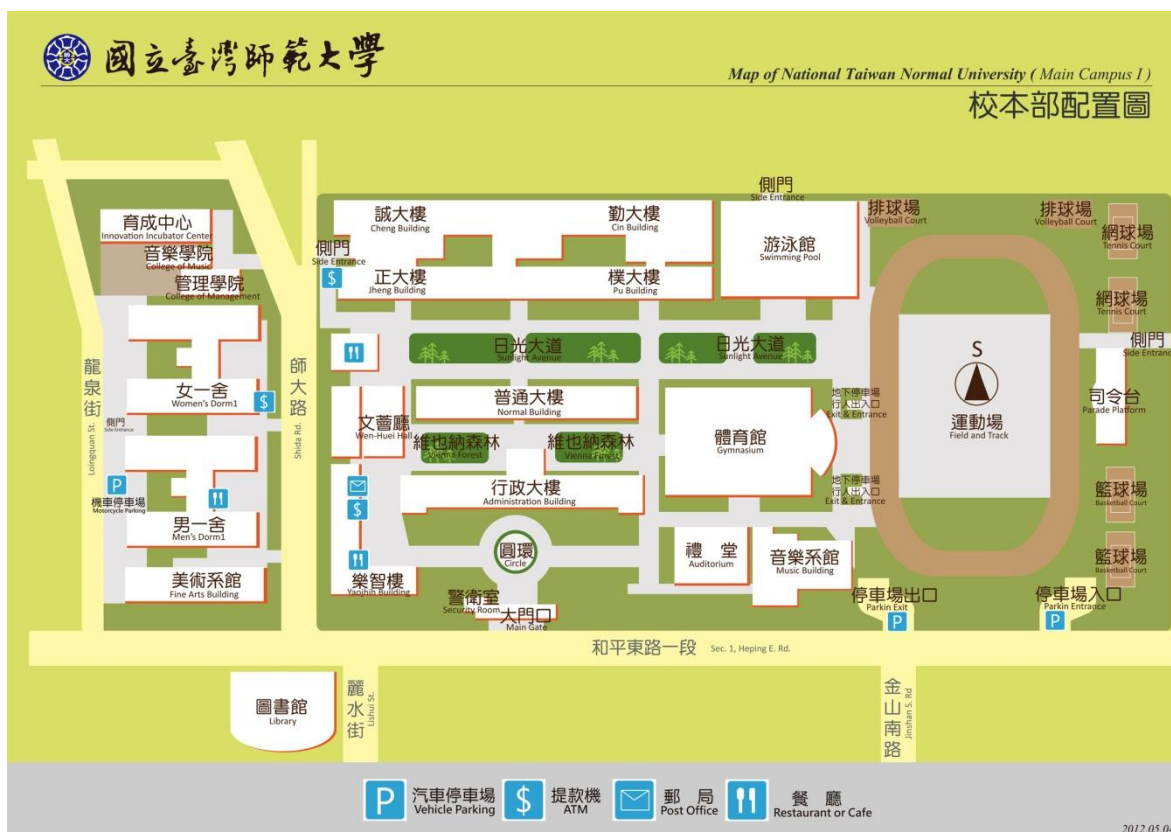 國立臺灣師範大學
Map of National Taiwan Normal University ( Main Campus I )
校本部配置圖
側門
Side Entrance
育成中心
Innovation Incubator Center
音樂學院
College of Music
管理學院
College of Management
誠大樓
Cheng Building
勤大樓
Cin Building
游泳館
Swimming Pool
排球場
Volleyball Court
排球場
Volleyball Court
網球場
Tennis Court
側門
Side Entrance
$
正大樓
Jheng Building
樸大樓
Pu Building
網球場
Tennis Court
側門
Side Entrance
日光大道
Sunlight Avenue
日光大道
Sunlight Avenue
S
運動場
Field and Track
司令台
Parade Platform
龍泉街
Loingquan St.
師大路
Shida Rd.
女一舍
Women's Dorm1
$
側門
Side Entrance
文薈廳
Wen-Huei Hall
普通大樓
Normal Building
維也納森林
Vienna Forest
維也納森林
Vienna Forest
體育館
Gymnasium
地下停車場
行人出入口
Exit & Entrance
地下停車場
行人出入口
Exit & Entrance
P
機車停車場
Motorcycle Parking
男一舍
Men's Dorm1
$
行政大樓
Administration Building
籃球場
Basketball Court
籃球場
Basketball Court
圓環
Circle
禮 堂
Auditorium
音樂系館
Music Building
美術系館
Fine Arts Building
樂智樓
Yaojhih Building
警衛室
Security Room
大門口
Main Gate
停車場出口
Parkin Exit
P
停車場入口
Parkin Entrance
P
和平東路一段 Sec. 1, Heping E. Rd.
圖書館
Library
麗水街
Lishui St.
金山南路
Jinshan S. Rd
P 汽車停車場
Vehicle Parking
$ 提款機
ATM
郵 局
Post Office
餐 廳
Restaurant or Cafe